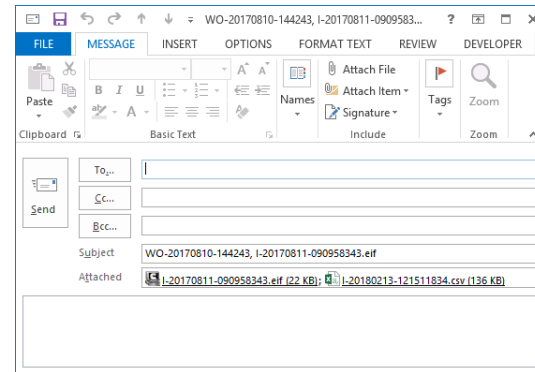 WO-20170810-144243, I-20170811-0909583... ?
FILE MESSAGE INSERT OPTIONS FORMAT TEXT REVIEW DEVELOPER
Paste
Clipboard
B I U
A
Basic Text
Names
Attach File
Attach Item
Signature
Include
Tags
Zoom
Zoom
Send
To...
Cc...
Bcc...
Subject WO-20170810-144243, I-20170811-090958343.eif
Attached I-20170811-090958343.eif (22 KB); I-20180213-121511834.csv (136 KB)